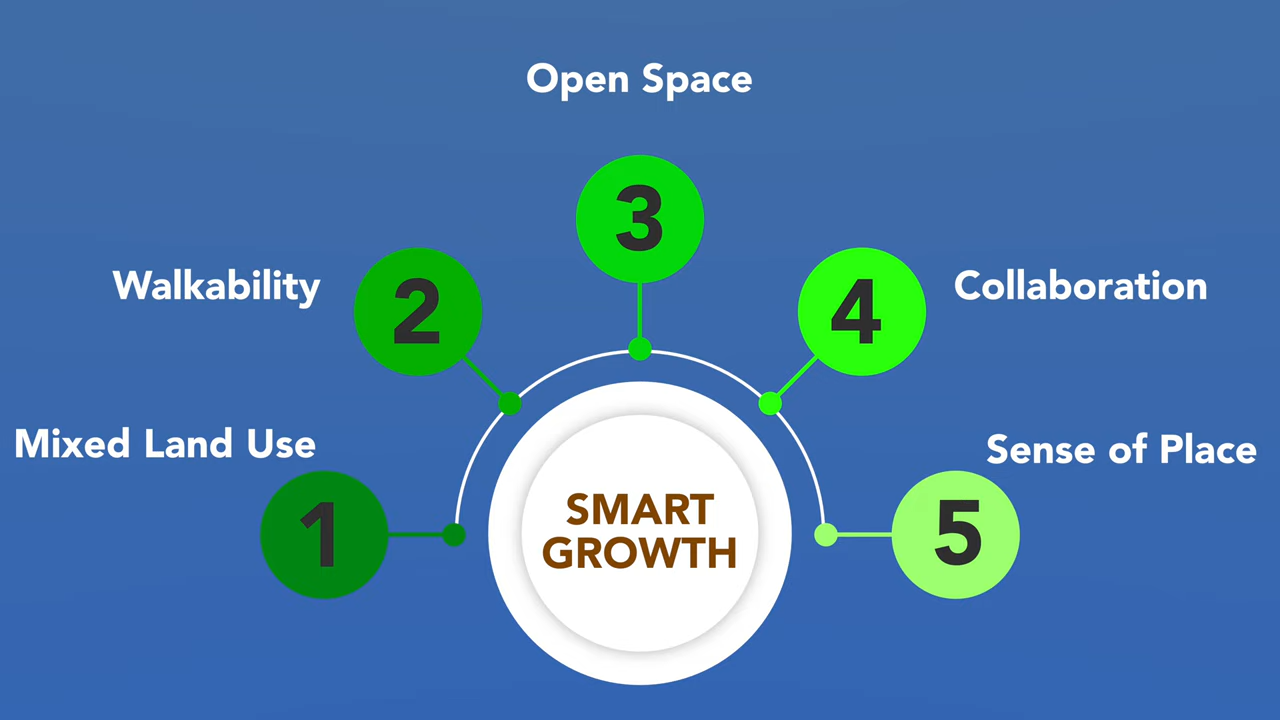 Open Space
3
Walkability
2
4
Collaboration
Mixed Land Use
1
Sense of Place
5
SMART
GROWTH